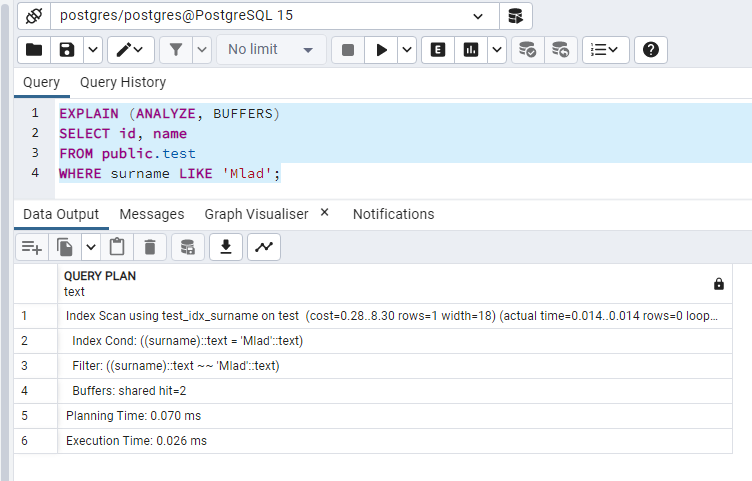 postgres/postgres@PostgreSQL 15
No limit
E
Query Query History
1 EXPLAIN (ANALYZE, BUFFERS)
2 SELECT id, name
3 FROM public.test
4 WHERE surname LIKE 'Mlad';
Data Output Messages Graph Visualiser × Notifications
QUERY PLAN
text
1 Index Scan using test_idx_surname on test (cost=0.28..8.30 rows=1 width=18) (actual time=0.014..0.014 rows=0 loop...
2 Index Cond: ((surname)::text = 'Mlad'::text)
3 Filter: ((surname)::text ~~ 'Mlad'::text)
4 Buffers: shared hit=2
5 Planning Time: 0.070 ms
6 Execution Time: 0.026 ms